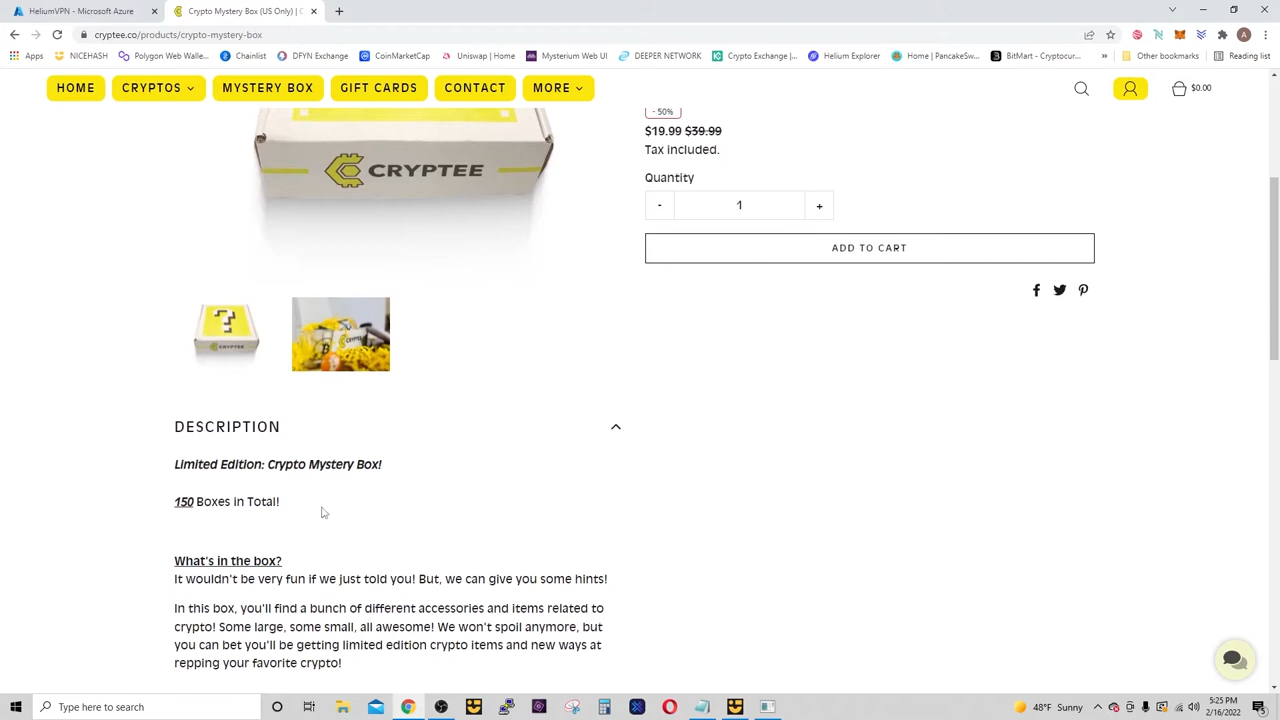 HeliumVPN - Microsoft Azure
Crypto Mystery Box (US Only) | C
cryptee.co/products/crypto-mystery-box
Apps
NICEHASH
Polygon Web Walle...
Chainlist
DFYN Exchange
CoinMarketCap
Uniswap | Home
Mysterium Web UI
DEEPER NETWORK
Crypto Exchange |...
Helium Explorer
Home | PancakeSw...
BitMart - Cryptocur...
»
Other bookmarks
Reading list
HOME
CRYPTOS
MYSTERY BOX
GIFT CARDS
CONTACT
MORE
$0.00
- 50%
$19.99 $39.99
Tax included.
Quantity
- 1 +
ADD TO CART
CRYPTEE
CRYPTEE
CRYPTEE
DESCRIPTION
Limited Edition: Crypto Mystery Box!
150 Boxes in Total!
What's in the box?
It wouldn't be very fun if we just told you! But, we can give you some hints!
In this box, you'll find a bunch of different accessories and items related to
crypto! Some large, some small, all awesome! We won't spoil anymore, but
you can bet you'll be getting limited edition crypto items and new ways at
repping your favorite crypto!
Type here to search
48°F Sunny
5:25 PM
2/16/2022